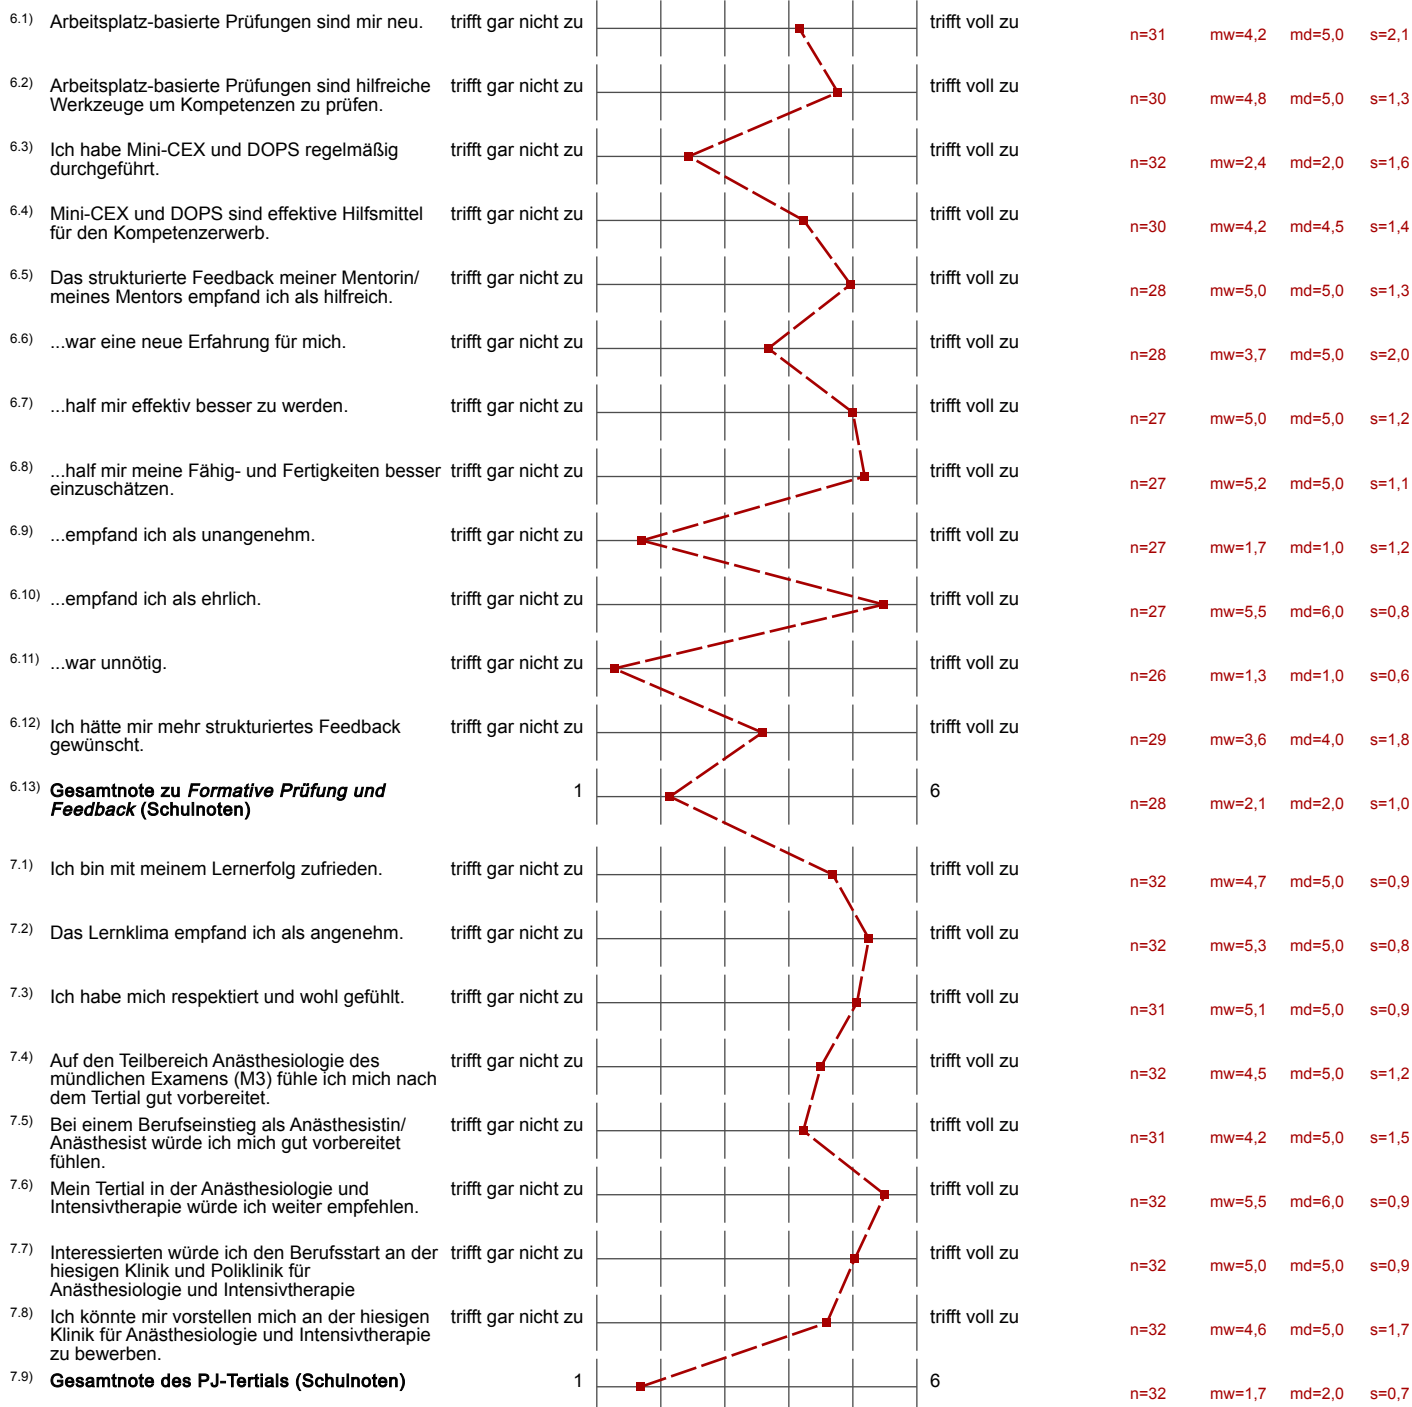 6.1) Arbeitsplatz-basierte Prüfungen sind mir neu. trifft gar nicht zu trifft voll zu n=31 mw=4,2 md=5,0 s=2,1
6.2) Arbeitsplatz-basierte Prüfungen sind hilfreiche trifft gar nicht zu trifft voll zu n=30 mw=4,8 md=5,0 s=1,3
Werkzeuge um Kompetenzen zu prüfen.
6.3) Ich habe Mini-CEX und DOPS regelmäßig trifft gar nicht zu trifft voll zu n=32 mw=2,4 md=2,0 s=1,6
durchgeführt.
6.4) Mini-CEX und DOPS sind effektive Hilfsmittel trifft gar nicht zu trifft voll zu n=30 mw=4,2 md=4,5 s=1,4
für den Kompetenzerwerb.
6.5) Das strukturierte Feedback meiner Mentorin/ trifft gar nicht zu trifft voll zu n=28 mw=5,0 md=5,0 s=1,3
meines Mentors empfand ich als hilfreich.
6.6) ...war eine neue Erfahrung für mich. trifft gar nicht zu trifft voll zu n=28 mw=3,7 md=5,0 s=2,0
6.7) ...half mir effektiv besser zu werden. trifft gar nicht zu trifft voll zu n=27 mw=5,0 md=5,0 s=1,2
6.8) ...half mir meine Fähig- und Fertigkeiten besser trifft gar nicht zu trifft voll zu n=27 mw=5,2 md=5,0 s=1,1
einzuschätzen.
6.9) ...empfand ich als unangenehm. trifft gar nicht zu trifft voll zu n=27 mw=1,7 md=1,0 s=1,2
6.10) ...empfand ich als ehrlich. trifft gar nicht zu trifft voll zu n=27 mw=5,5 md=6,0 s=0,8
6.11) ...war unnötig. trifft gar nicht zu trifft voll zu n=26 mw=1,3 md=1,0 s=0,6
6.12) Ich hätte mir mehr strukturiertes Feedback trifft gar nicht zu trifft voll zu n=29 mw=3,6 md=4,0 s=1,8
gewünscht.
6.13) Gesamtnote zu Formative Prüfung und 1 6 n=28 mw=2,1 md=2,0 s=1,0
Feedback (Schulnoten)
7.1) Ich bin mit meinem Lernerfolg zufrieden. trifft gar nicht zu trifft voll zu n=32 mw=4,7 md=5,0 s=0,9
7.2) Das Lernklima empfand ich als angenehm. trifft gar nicht zu trifft voll zu n=32 mw=5,3 md=5,0 s=0,8
7.3) Ich habe mich respektiert und wohl gefühlt. trifft gar nicht zu trifft voll zu n=31 mw=5,1 md=5,0 s=0,9
7.4) Auf den Teilbereich Anästhesiologie des trifft gar nicht zu trifft voll zu n=32 mw=4,5 md=5,0 s=1,2
mündlichen Examens (M3) fühle ich mich nach
dem Tertial gut vorbereitet.
7.5) Bei einem Berufseinstieg als Anästhesistin/ trifft gar nicht zu trifft voll zu n=31 mw=4,2 md=5,0 s=1,5
Anästhesist würde ich mich gut vorbereitet
fühlen.
7.6) Mein Tertial in der Anästhesiologie und trifft gar nicht zu trifft voll zu n=32 mw=5,5 md=6,0 s=0,9
Intensivtherapie würde ich weiter empfehlen.
7.7) Interessierten würde ich den Berufsstart an der trifft gar nicht zu trifft voll zu n=32 mw=5,0 md=5,0 s=0,9
hiesigen Klinik und Poliklinik für
Anästhesiologie und Intensivtherapie
7.8) Ich könnte mir vorstellen mich an der hiesigen trifft gar nicht zu trifft voll zu n=32 mw=4,6 md=5,0 s=1,7
Klinik für Anästhesiologie und Intensivtherapie
zu bewerben.
7.9) Gesamtnote des PJ-Tertials (Schulnoten) 1 6 n=32 mw=1,7 md=2,0 s=0,7